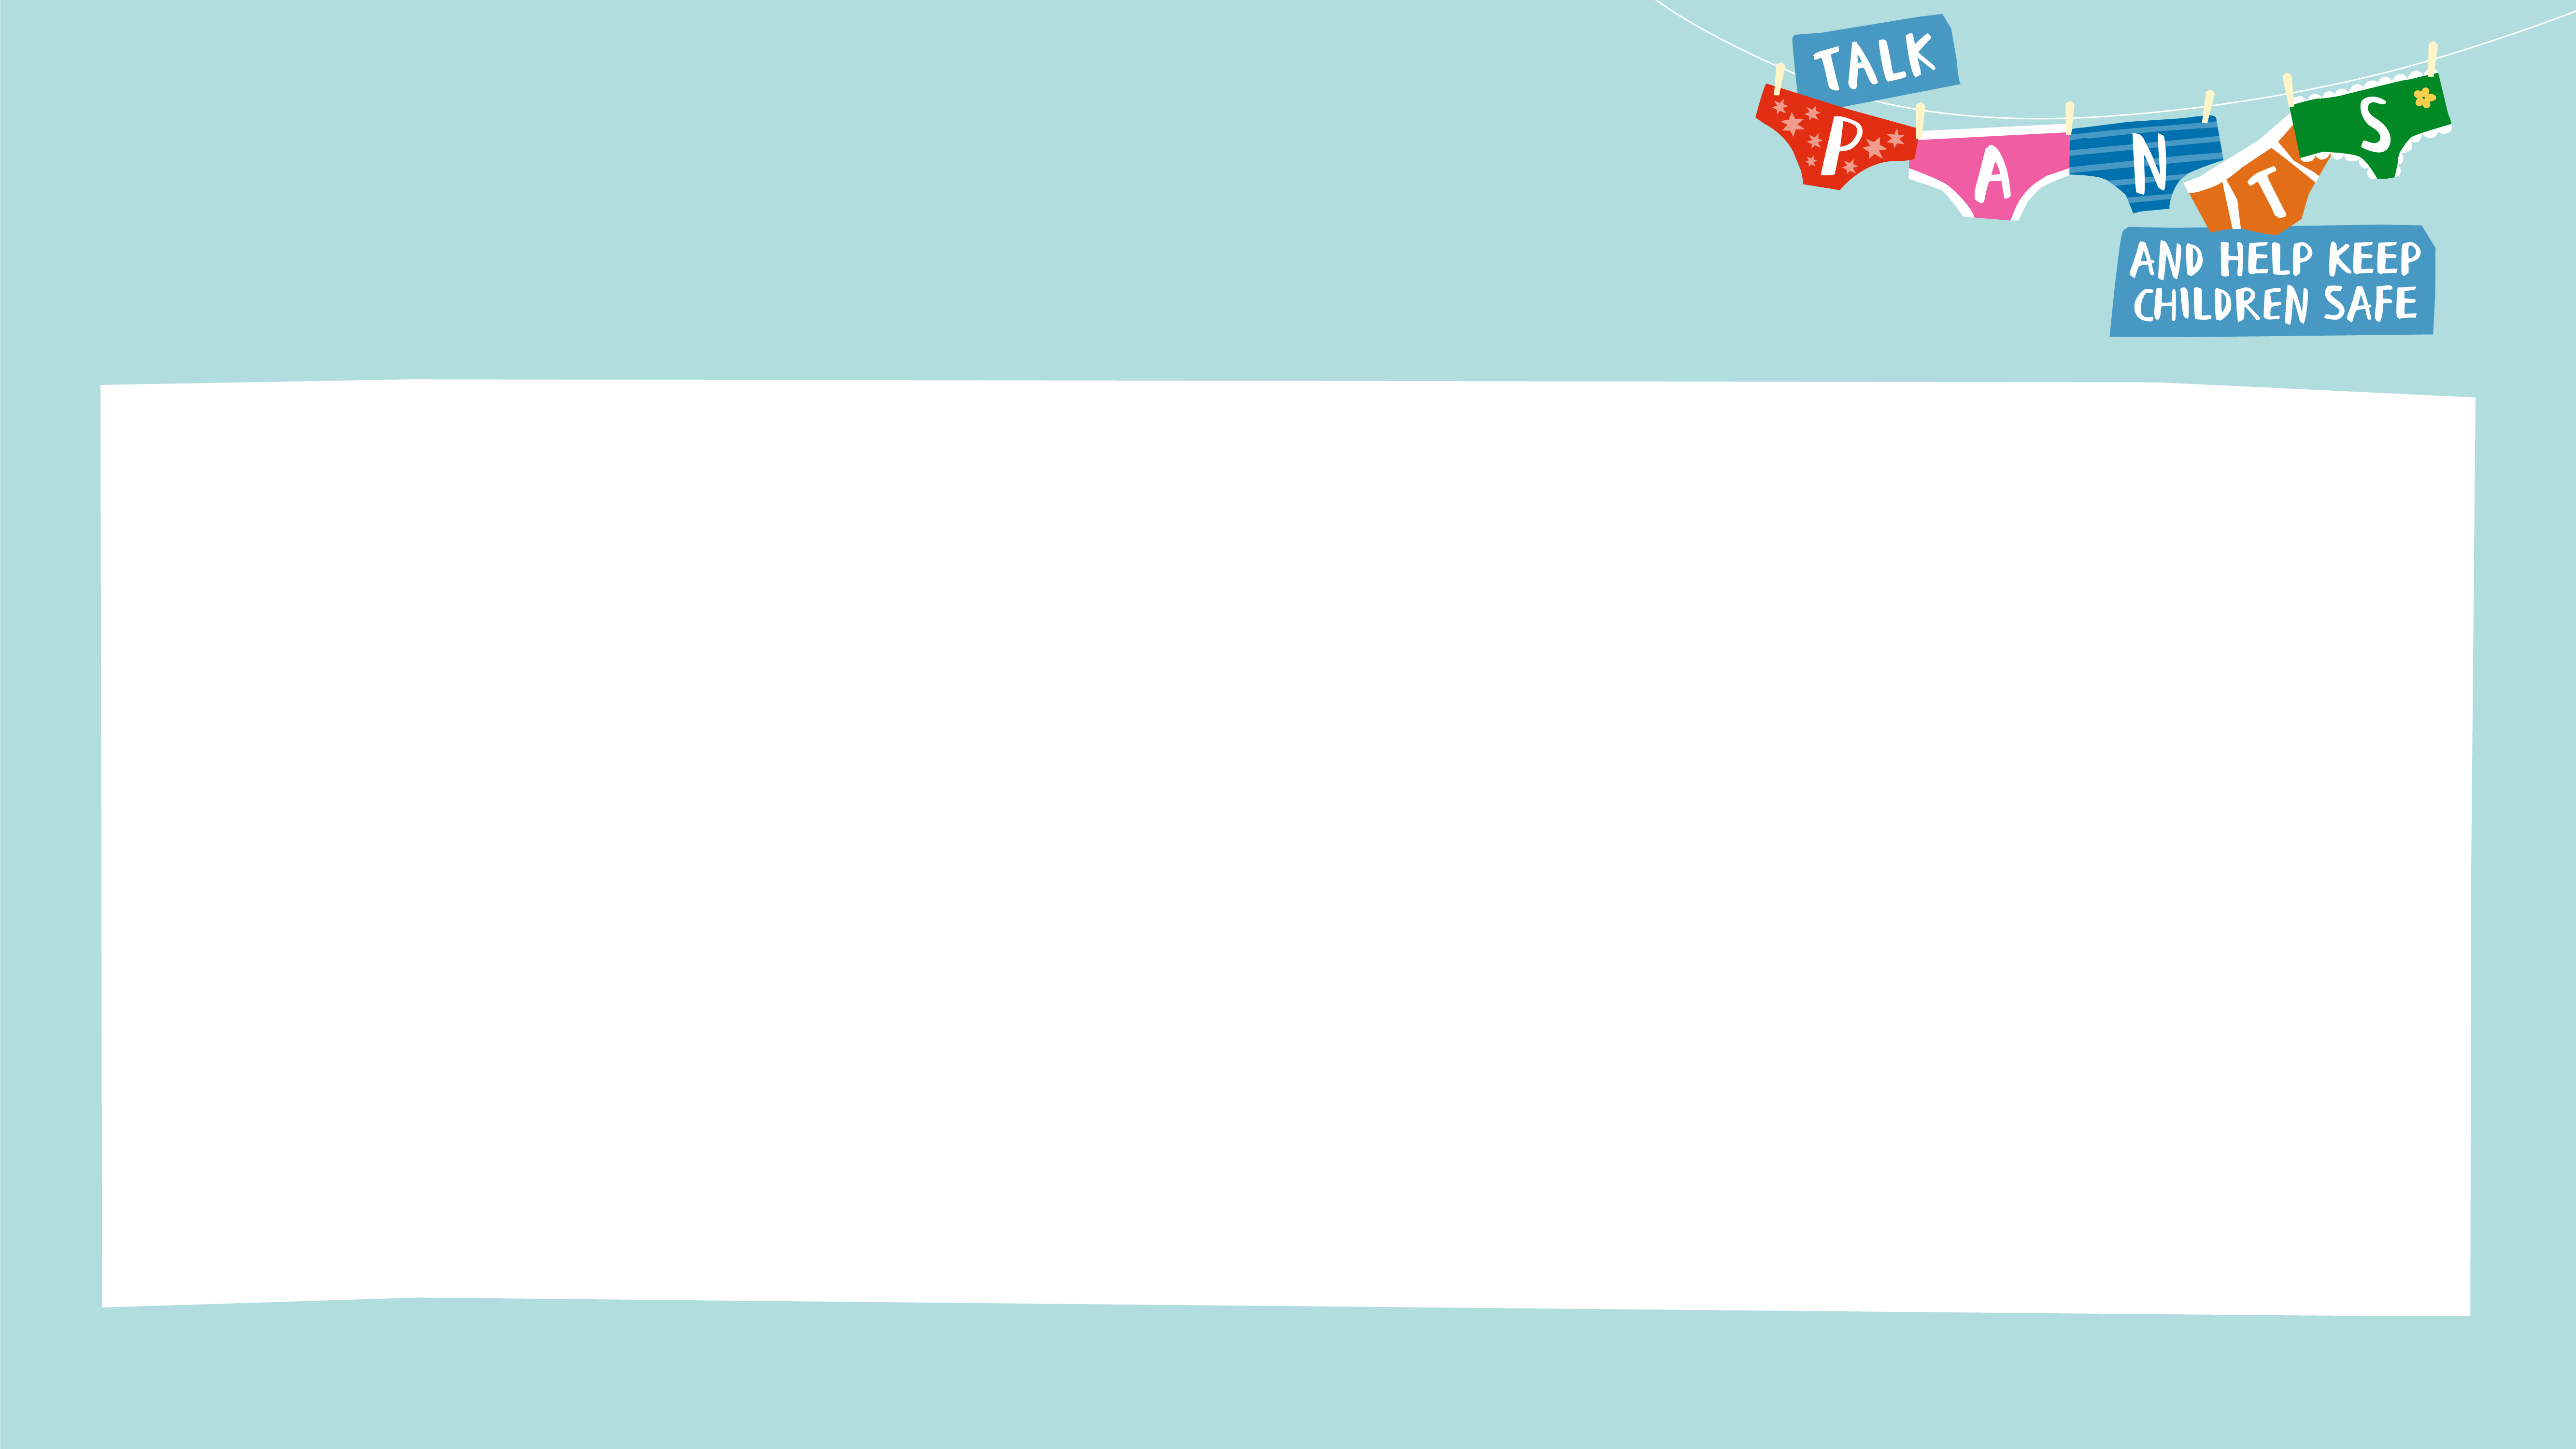 TALK
PANTS
AND HELP KEEP
CHILDREN SAFE